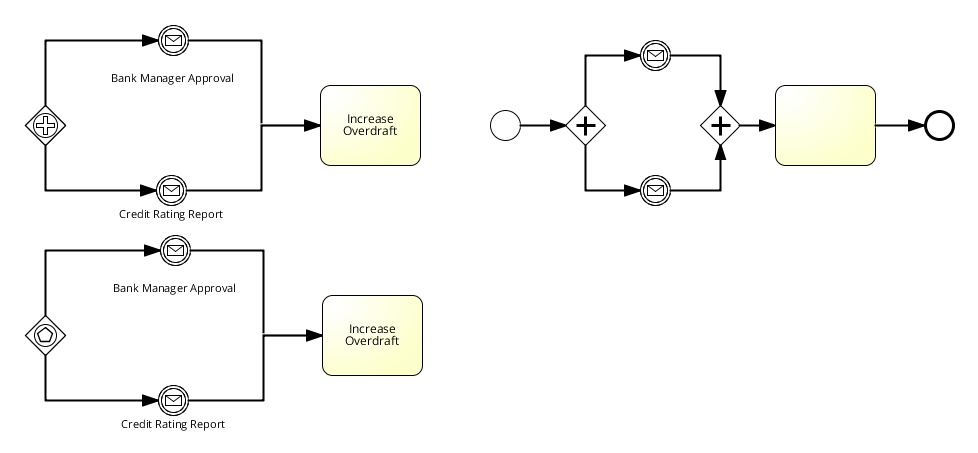 Bank Manager Approval
Increase
Overdraft
Credit Rating Report
Bank Manager Approval
Increase
Overdraft
Credit Rating Report